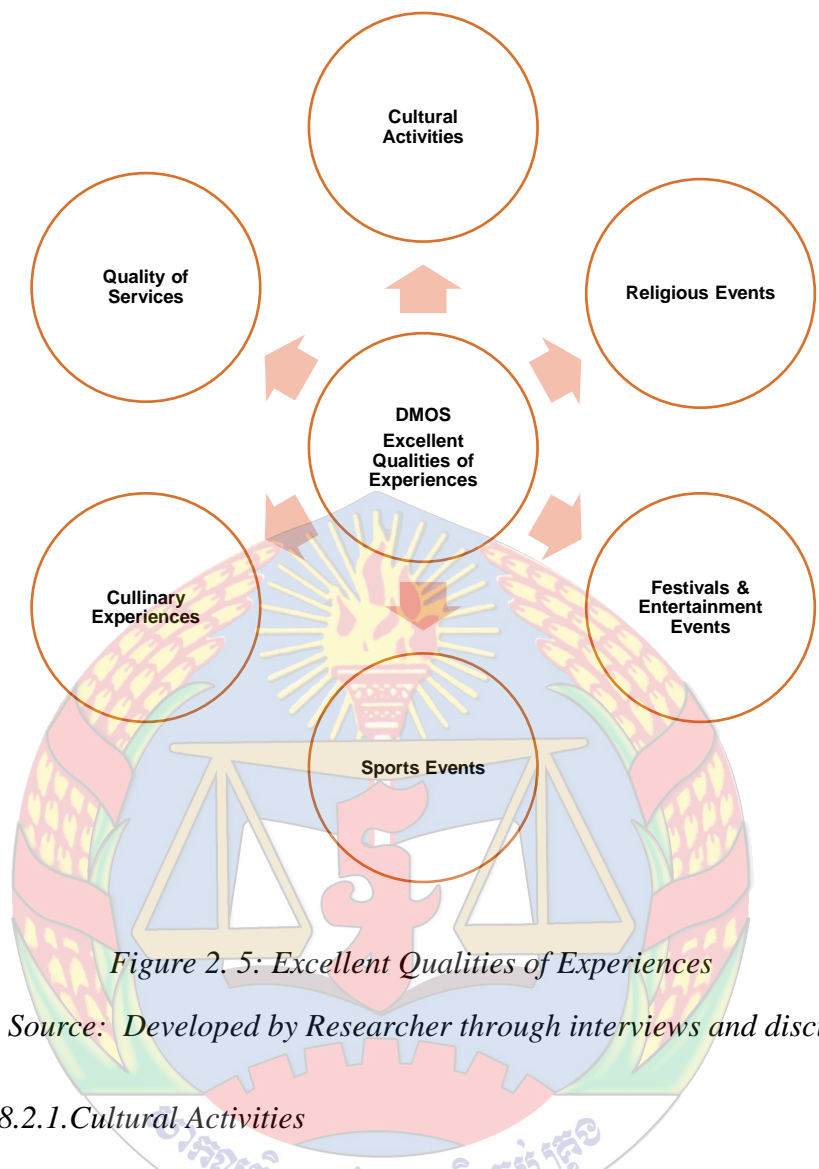 Cultural
Activities
Quality of
Services
Religious Events
DMOS
Excellent
Qualities of
Experiences
Cullinary
Experiences
Festivals &
Entertainment
Events
Sports Events
Figure 2. 5: Excellent Qualities of Experiences
Source: Developed by Researcher through interviews and
8.2.1.Cultural Activities